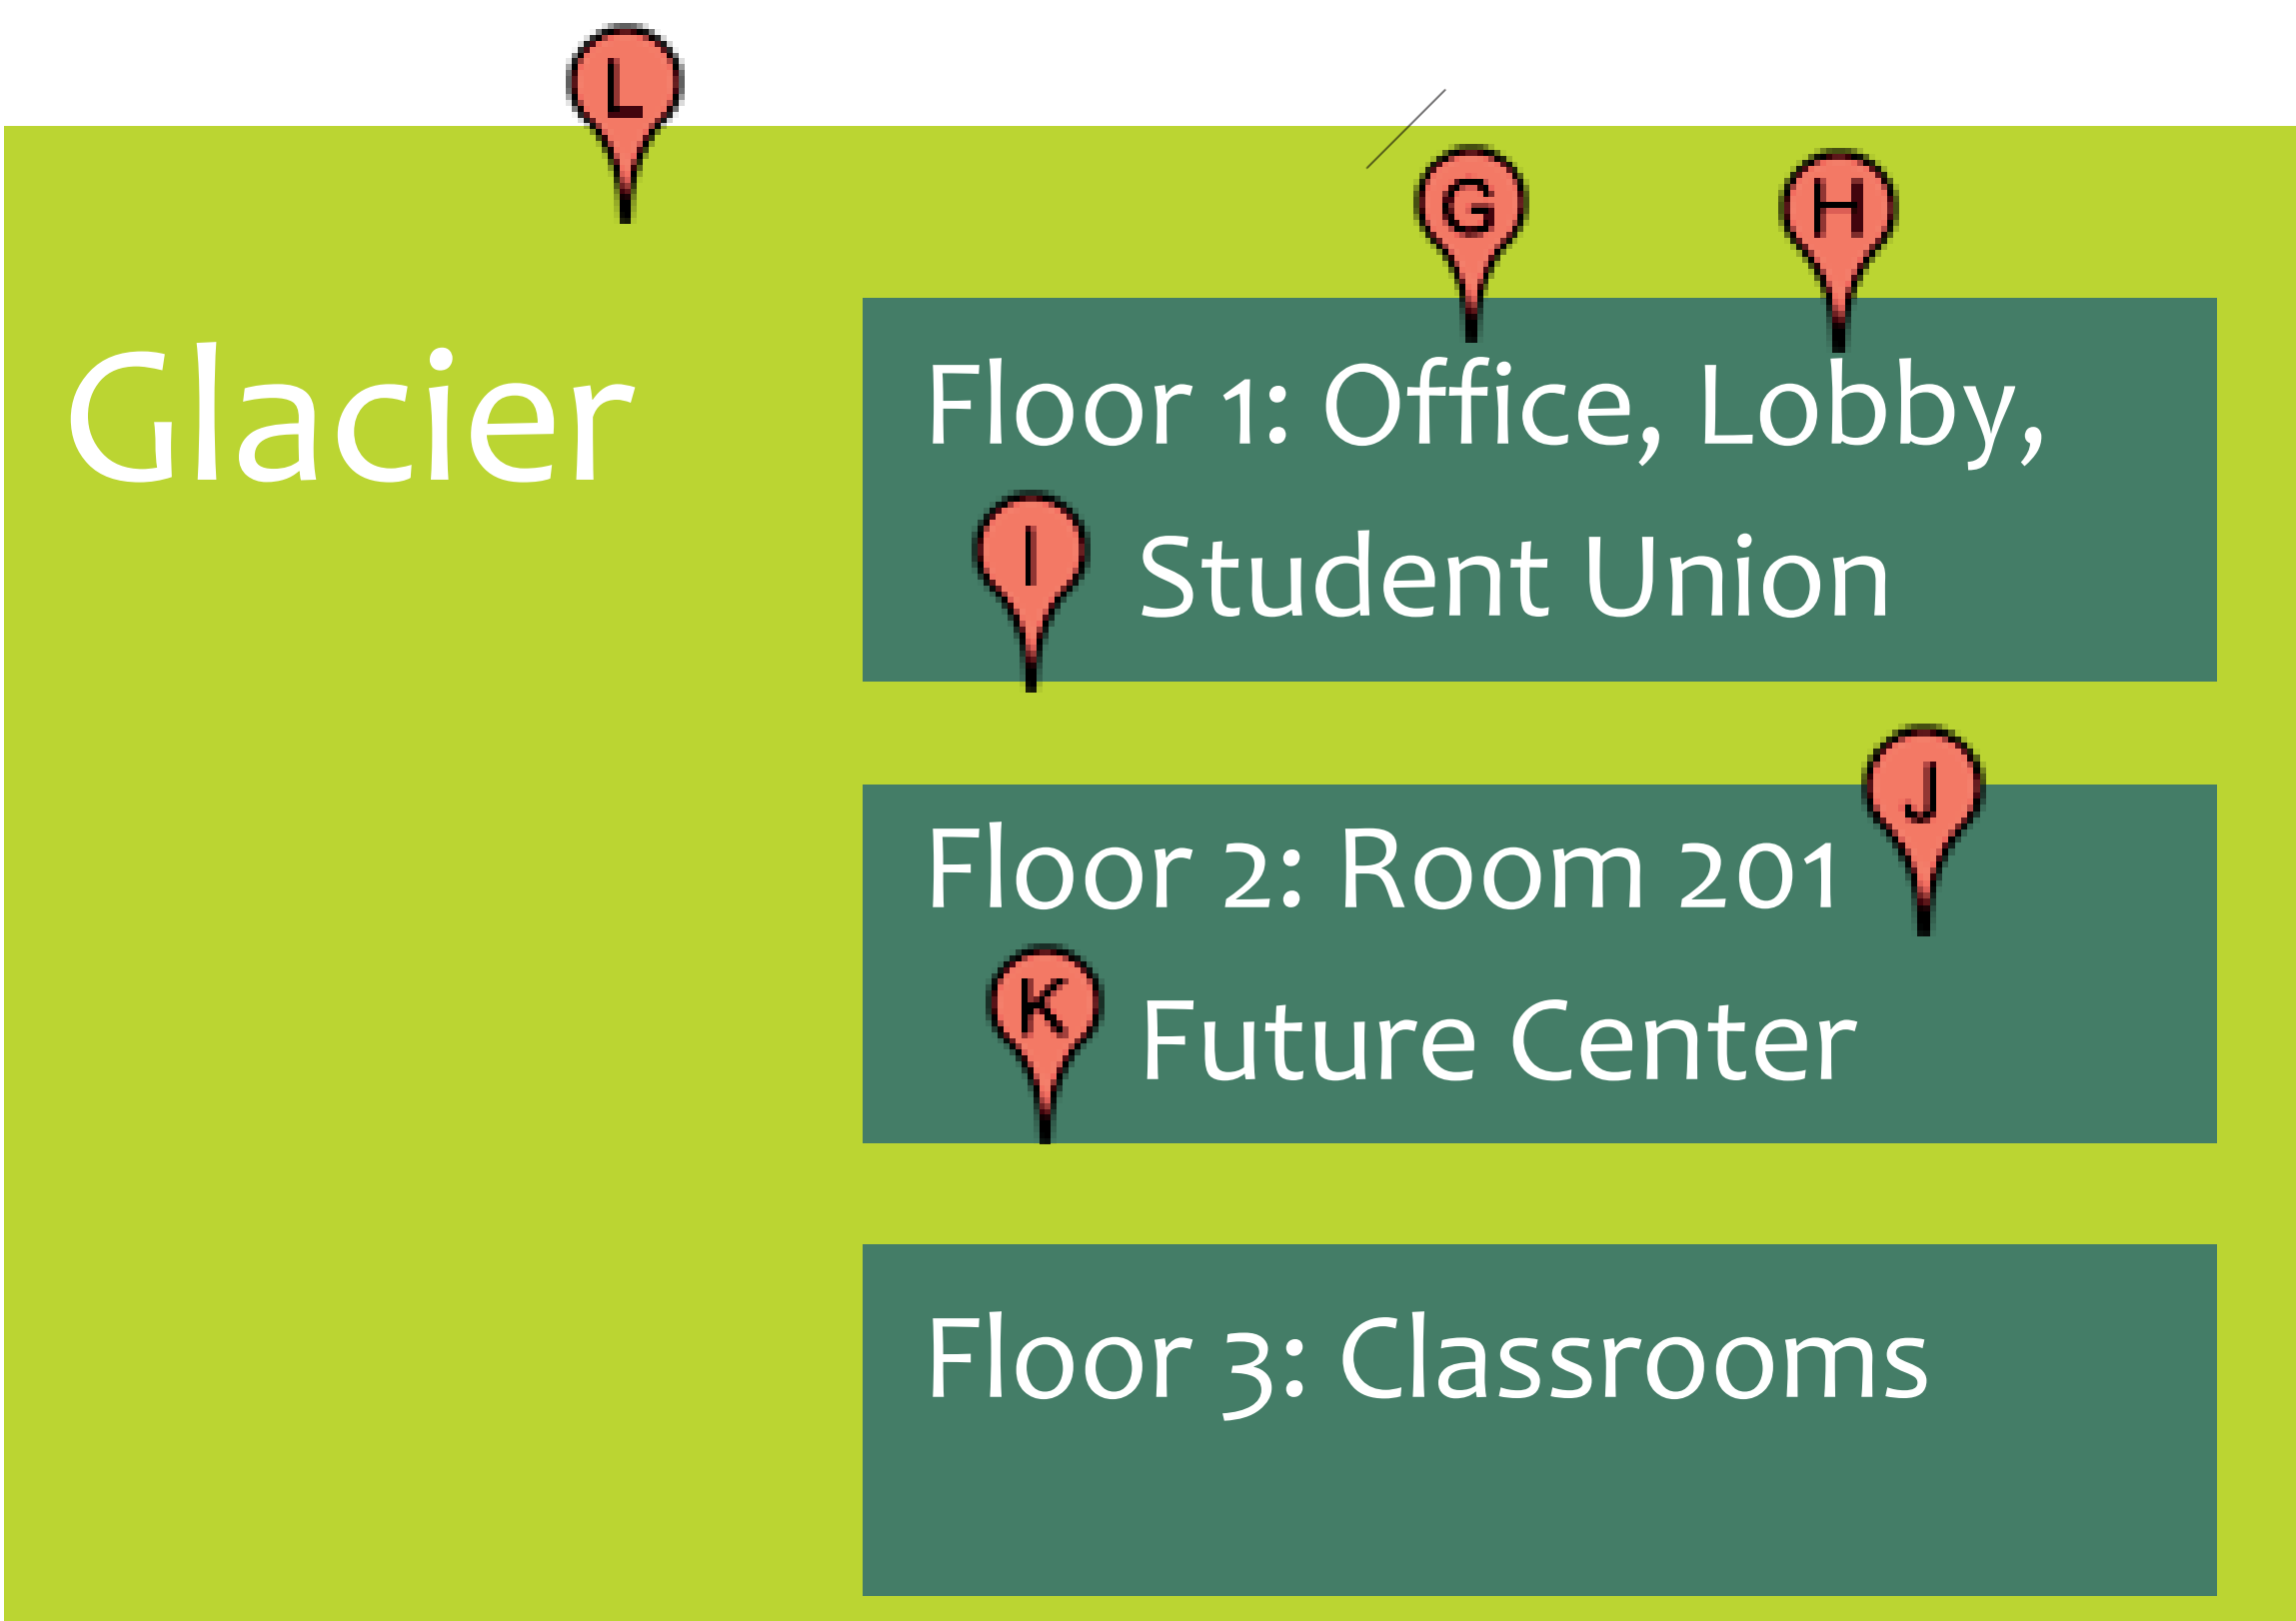 L
G H
Glacier
Floor 1: Office, Lobby,
I Student Union
J
Floor 2: Room 201
K Future Center
Floor 3: Classrooms